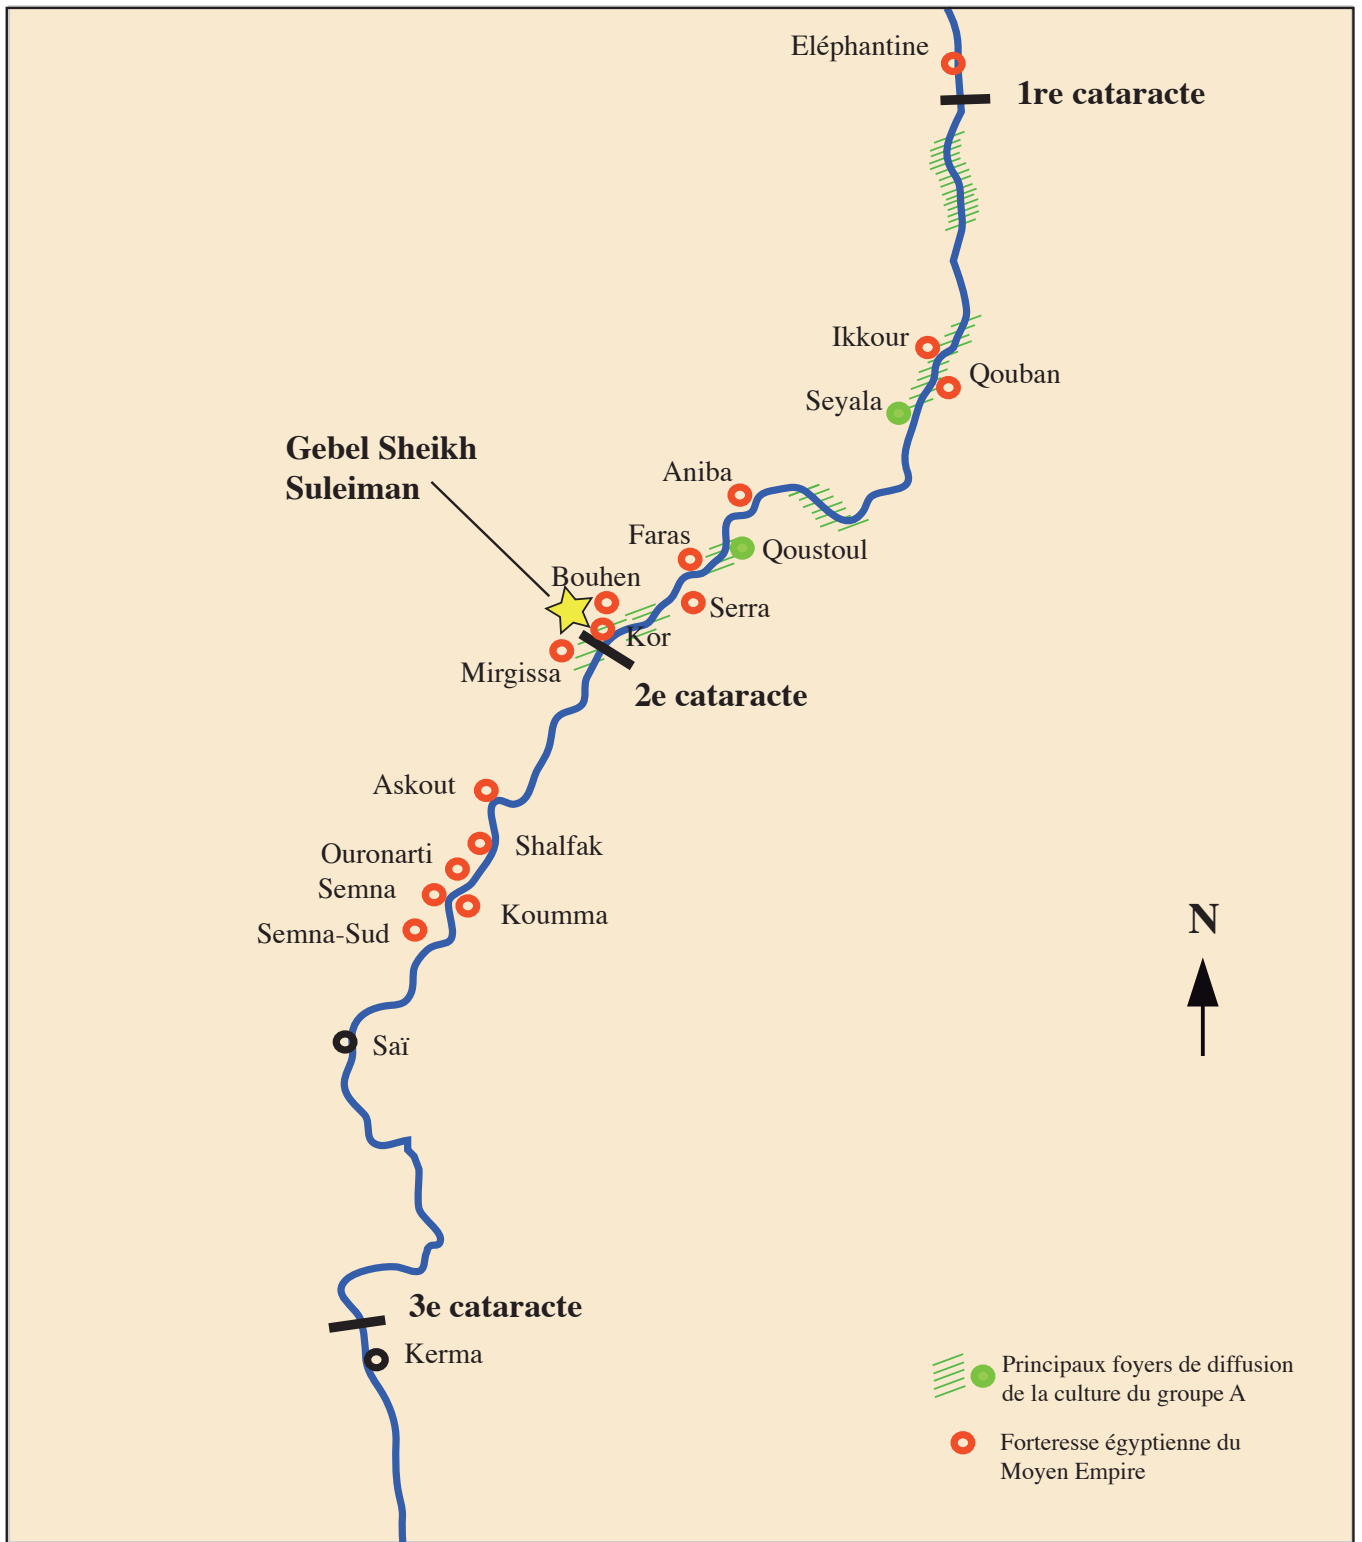 Eléphantine
1re cataracte
Ikkour
Qouban
Seyala
Gebel Sheikh
Suleiman
Aniba
Faras
Qoustoul
Bouhen
Serra
Kor
Mirgissa
2e cataracte
Askout
Shalfak
Ouronarti
Semna
Koumma
Semna-Sud
N
Saï
3e cataracte
Kerma
Principaux foyers de diffusion
de la culture du groupe A
Forteresse égyptienne du
Moyen Empire